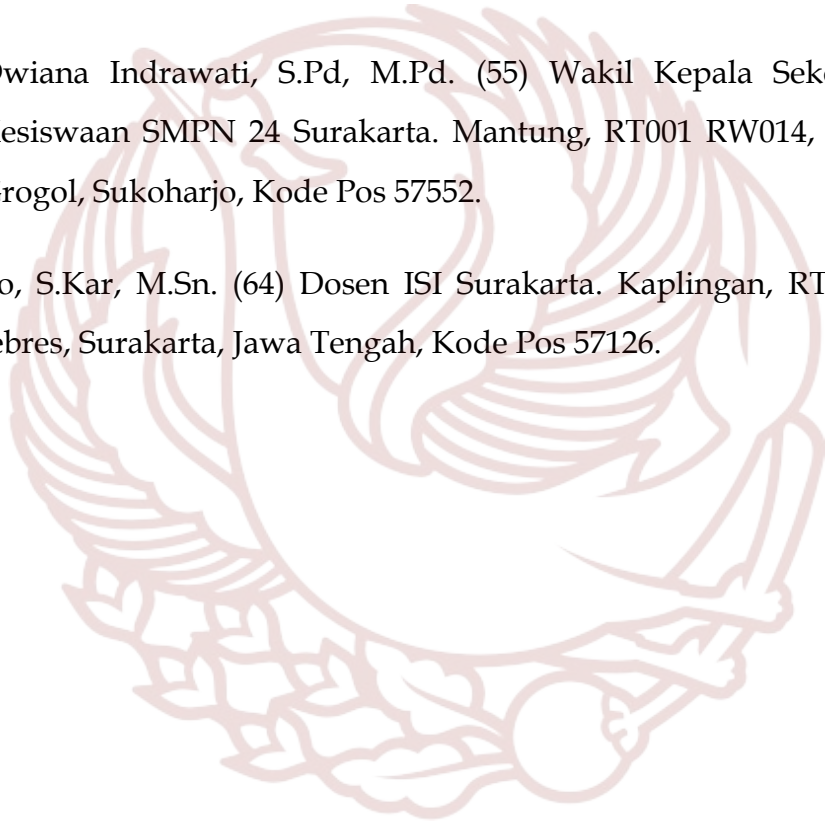 wiana Indrawati, S.Pd, M.Pd. (55) Wakil Kepala Sek
esiswaan SMPN 24 Surakarta. Mantung, RT001 RW014,
rogol, Sukoharjo, Kode Pos 57552.
o, S.Kar, M.Sn. (64) Dosen ISI Surakarta. Kaplingan, RT
ebres, Surakarta, Jawa Tengah, Kode Pos 57126.